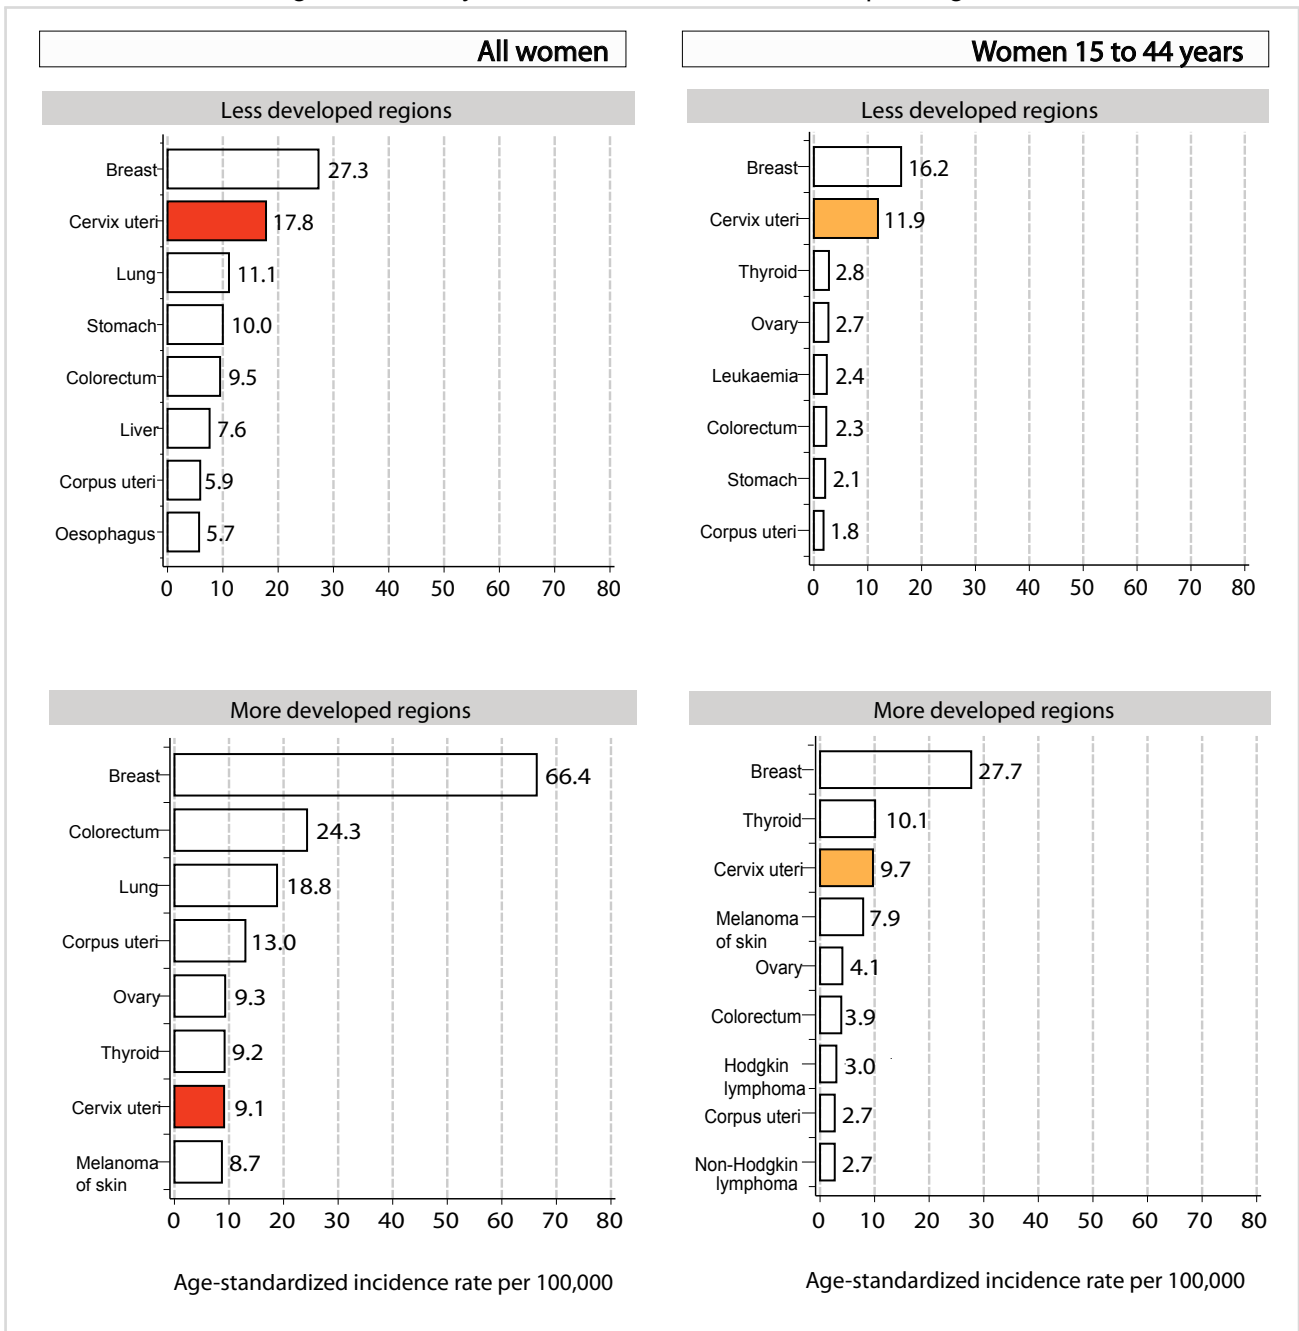 All women
Women 15 to 44 years
Less developed regions
Breast 27.3
Cervix uteri 17.8
Lung 11.1
Stomach 10.0
Colorectum 9.5
Liver 7.6
Corpus uteri 5.9
Oesophagus 5.7
0 10 20 30 40 50 60 70 80
Less developed regions
Breast 16.2
Cervix uteri 11.9
Thyroid 2.8
Ovary 2.7
Leukaemia 2.4
Colorectum 2.3
Stomach 2.1
Corpus uteri 1.8
0 10 20 30 40 50 60 70 80
More developed regions
Breast 66.4
Colorectum 24.3
Lung 18.8
Corpus uteri 13.0
Ovary 9.3
Thyroid 9.2
Cervix uteri 9.1
Melanoma 8.7
of skin
0 10 20 30 40 50 60 70 80
Age-standardized incidence rate per 100,000
More developed regions
Breast 27.7
Thyroid 10.1
Cervix uteri 9.7
Melanoma 7.9
of skin
Ovary 4.1
Colorectum 3.9
Hodgkin 3.0
lymphoma
Corpus uteri 2.7
Non-Hodgkin 2.7
lymphoma
0 10 20 30 40 50 60 70 80
Age-standardized incidence rate per 100,000